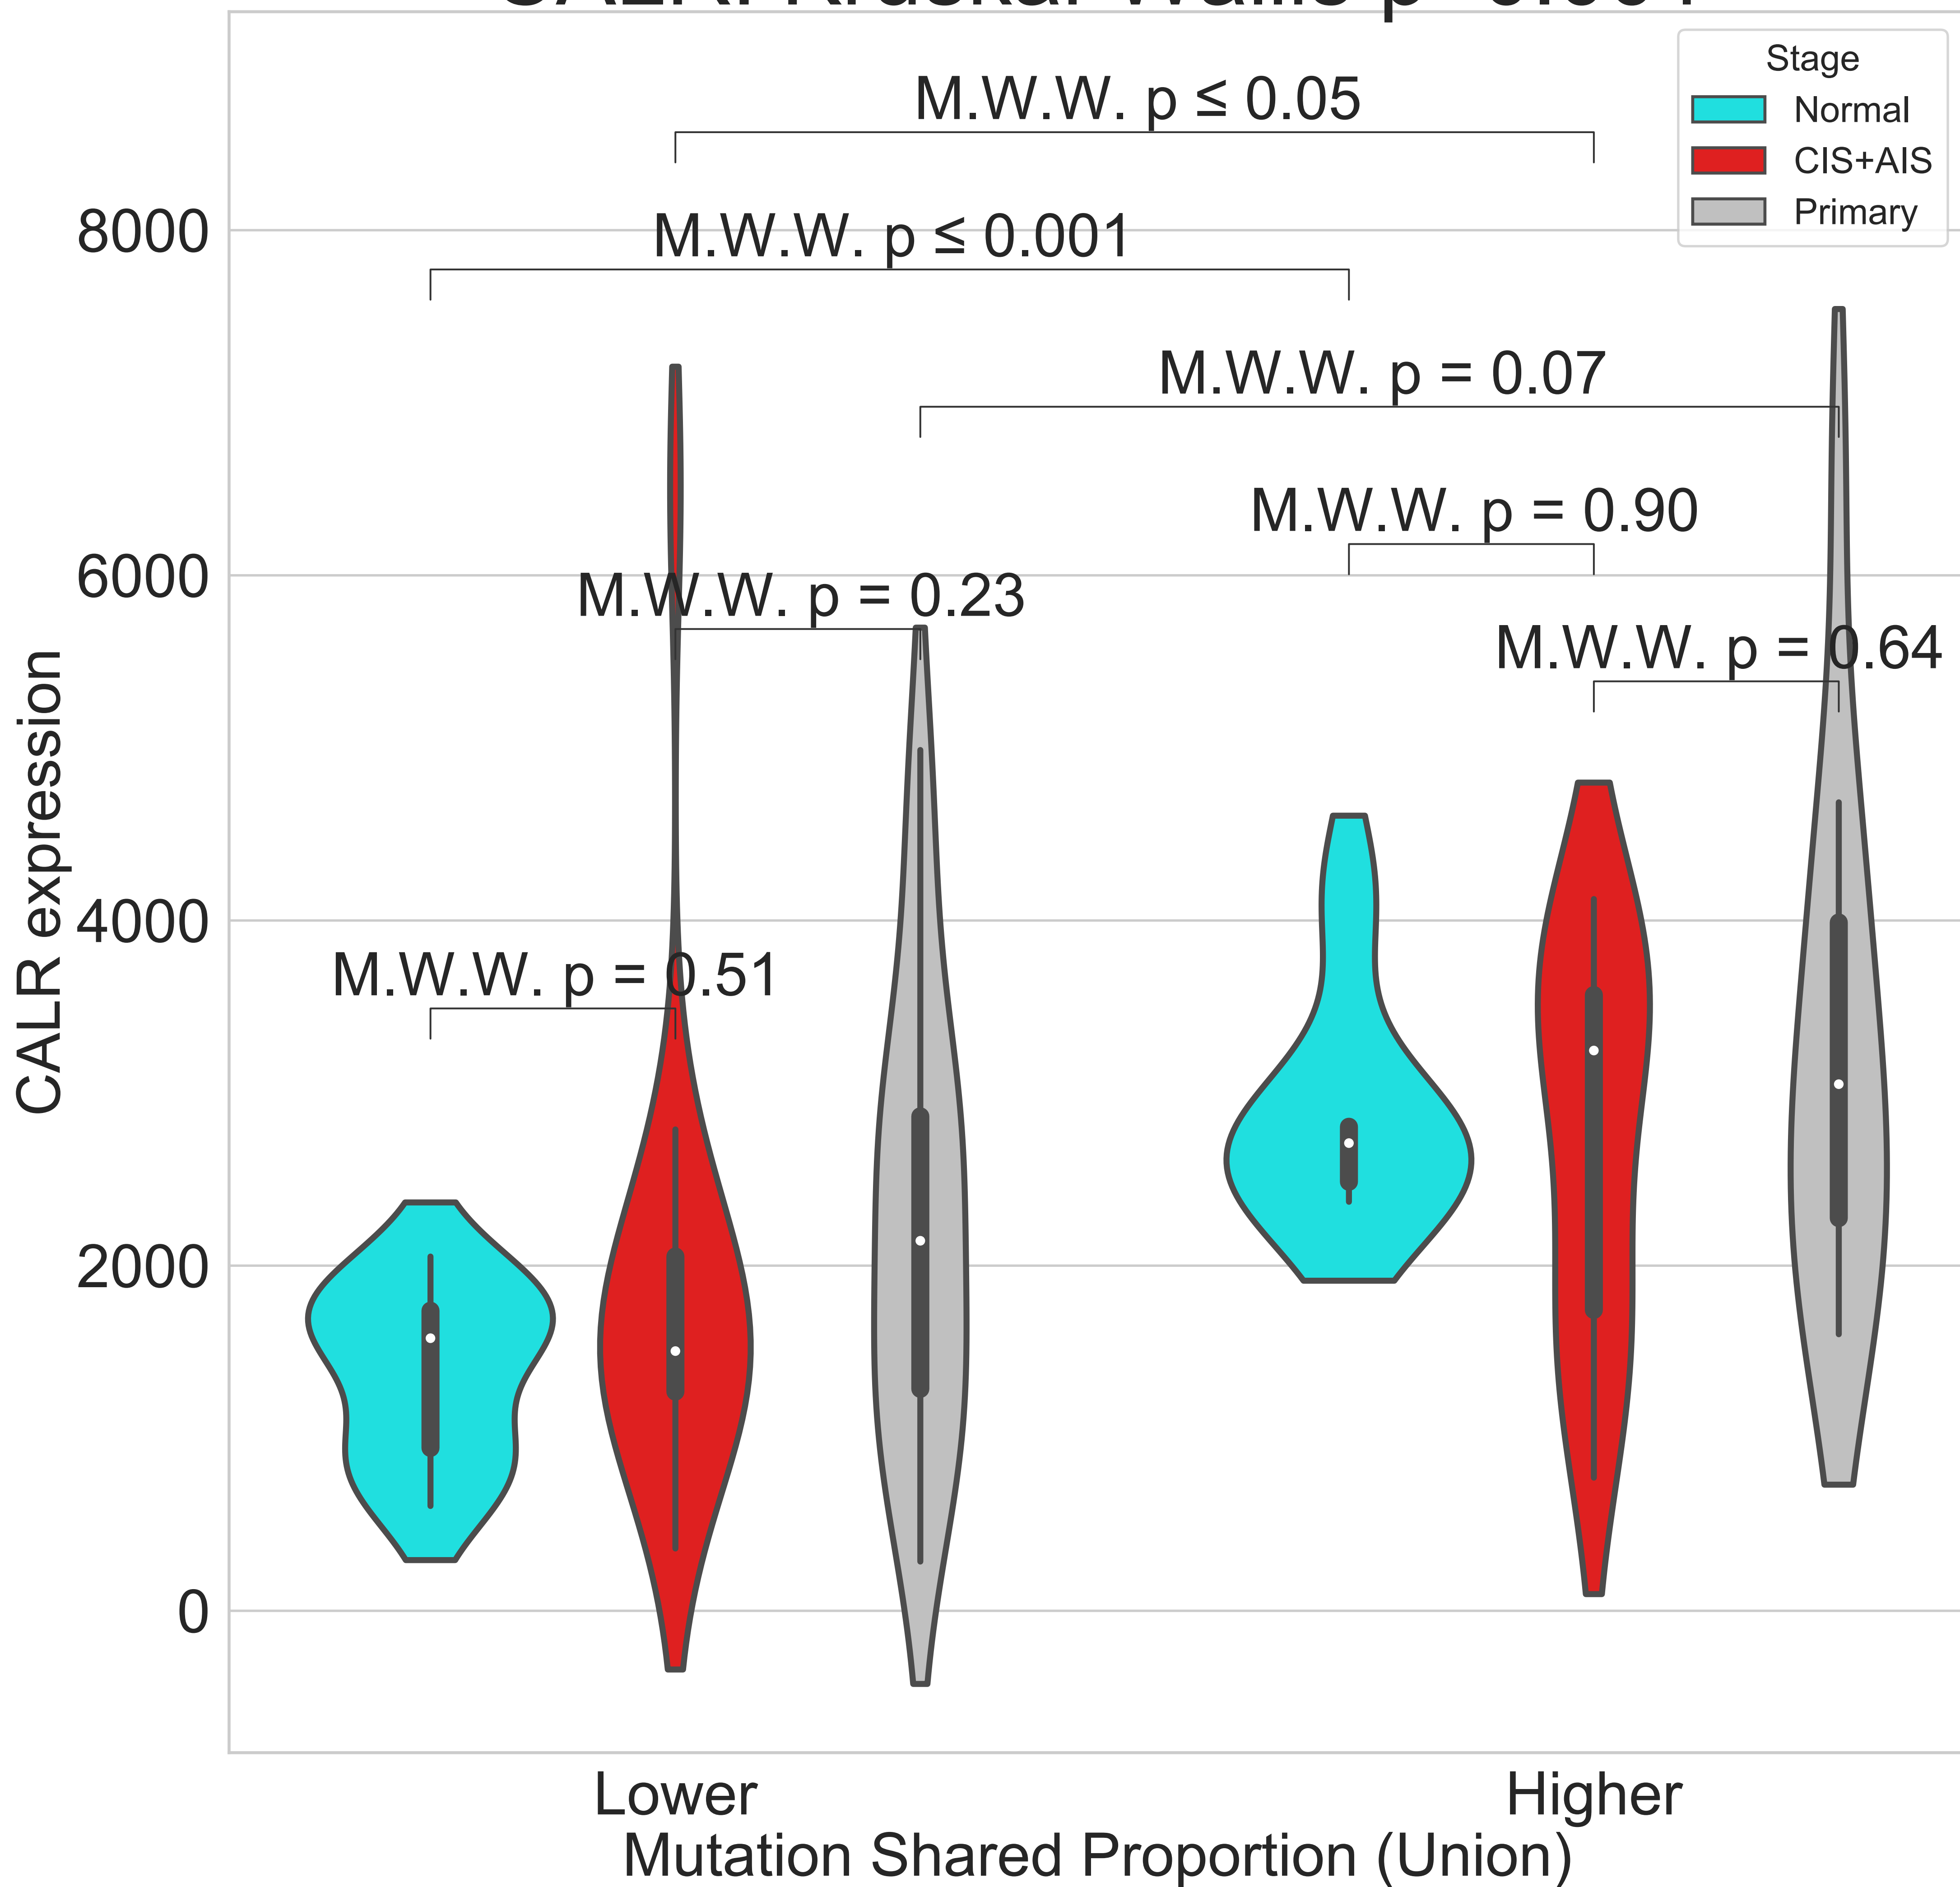 Stage
Normal
CIS+AIS
Primary
M.W.W. p ≤ 0.05
M.W.W. p ≤ 0.001
M.W.W. p = 0.07
M.W.W. p = 0.90
M.W.W. p = 0.23
M.W.W. p = 0.64
M.W.W. p = 0.51
CALR expression
8000
6000
4000
2000
0
Lower
Higher
Mutation Shared Proportion (Union)